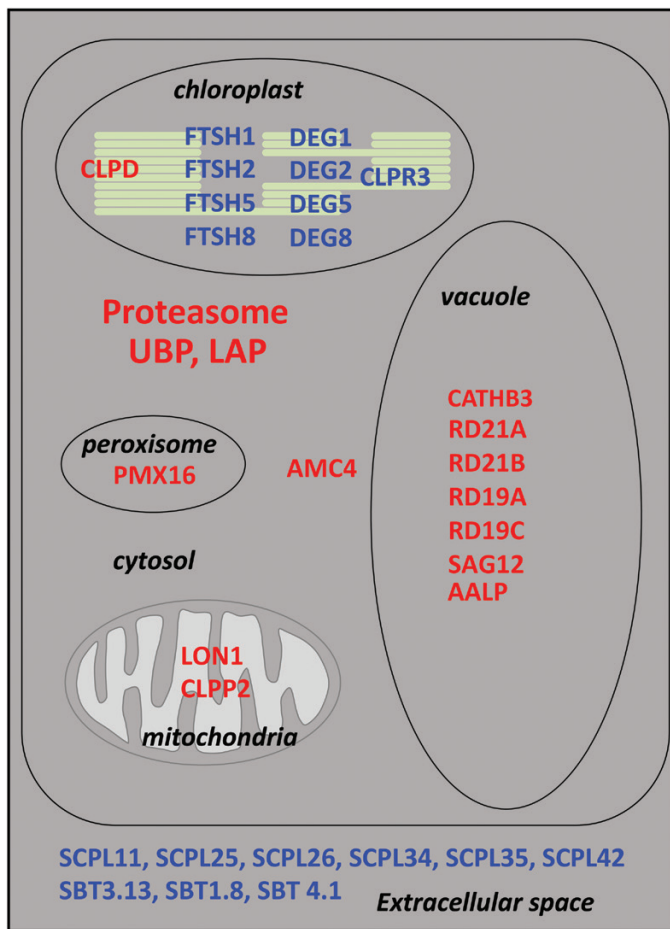 chloroplast
FTSH1 DEG1
CLPD FTSH2 DEG2 CLPR3
FTSH5 DEG5
FTSH8 DEG8
Proteasome
UBP, LAP
vacuole
CATHB3
RD21A
RD21B
RD19A
RD19C
SAG12
AALP
peroxisome
PMX16
AMC4
cytosol
LON1
CLPP2
mitochondria
SCPL11, SCPL25, SCPL26, SCPL34, SCPL35, SCPL42
SBT3.13, SBT1.8, SBT 4.1
Extracellular space